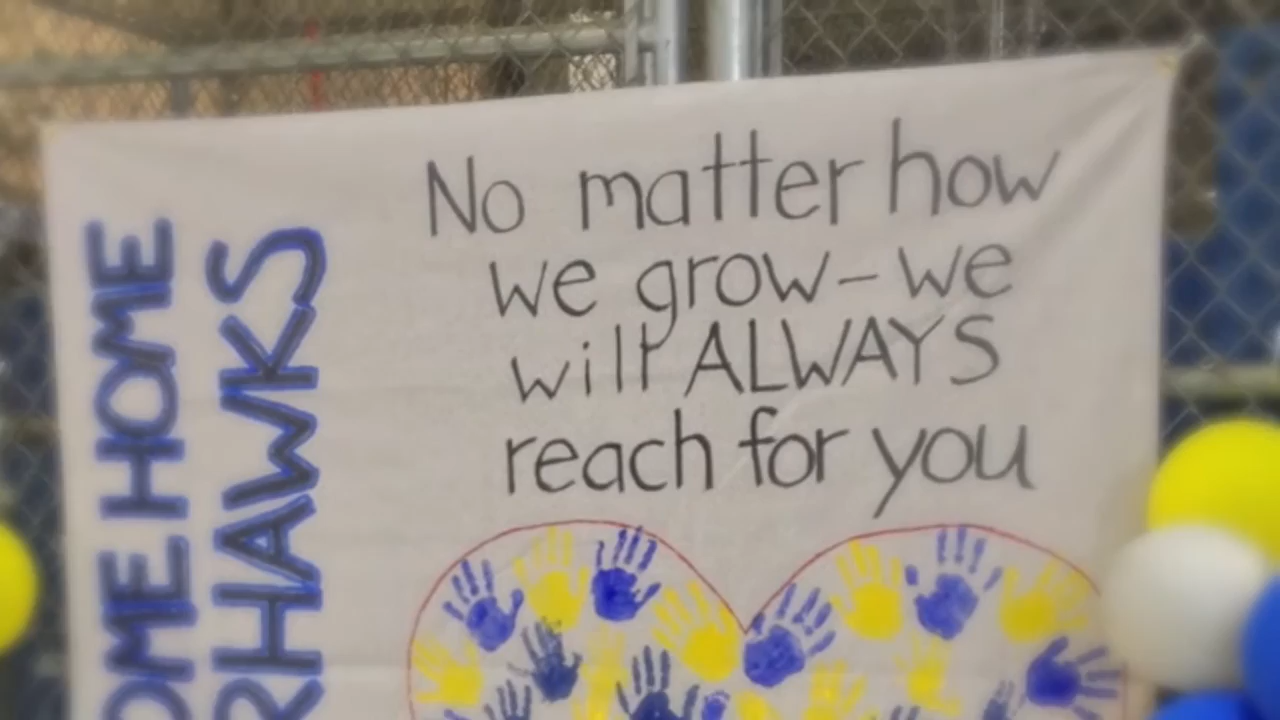 No matter how
we grow - we
will ALWAYS
reach for you
OME HOME
RHAWKS